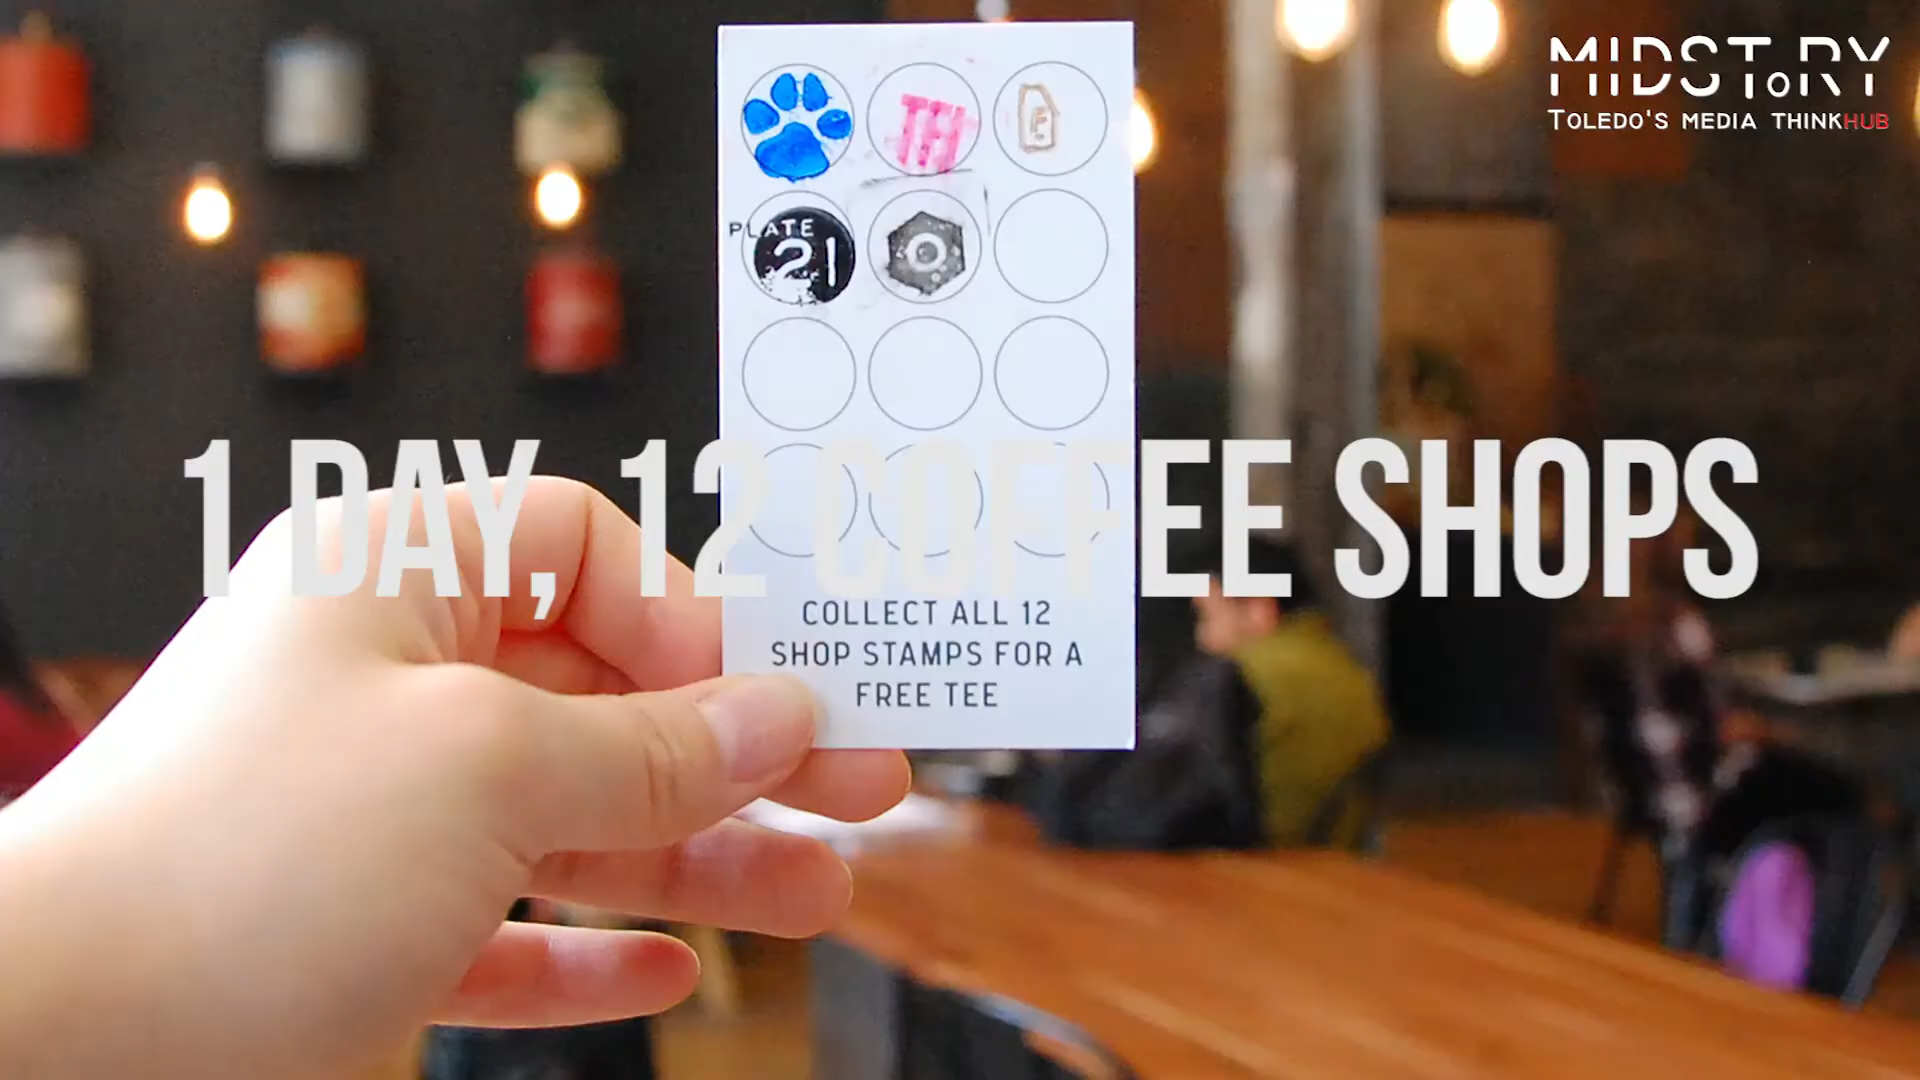 MIDSTORY
TOLEDO'S MEDIA THINKHUB
PLATE
21
1 DAY, 12 COFFEE SHOPS
COLLECT ALL 12
SHOP STAMPS FOR A
FREE TEE